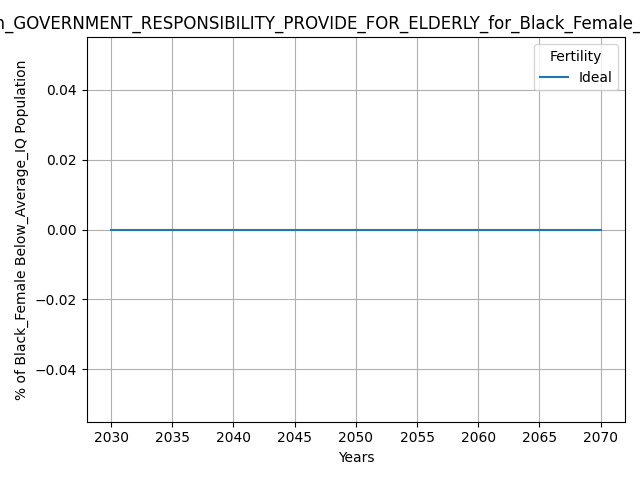 _GOVERNMENT_RESPONSIBILITY_PROVIDE_FOR_ELDERLY_for_Black_Female_
Fertility
Ideal
% of Black_Female Below_Average_IQ Population
0.04
0.02
0.00
−0.02
−0.04
2030 2035 2040 2045 2050 2055 2060 2065 2070
Years